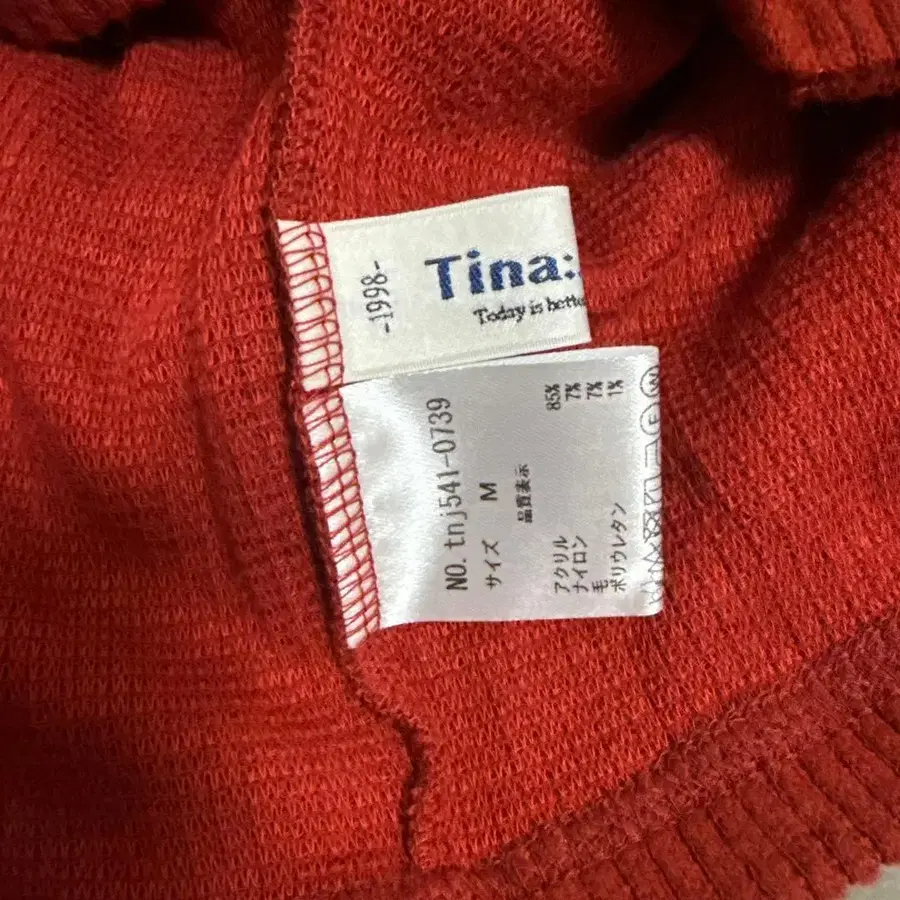 -1998-
Tina:
Today is bette
NO. tnj541-0739
サイズ M
品質表示
アクリル 85%
ナイロン 7%
毛 7%
ポリウレタン 1%